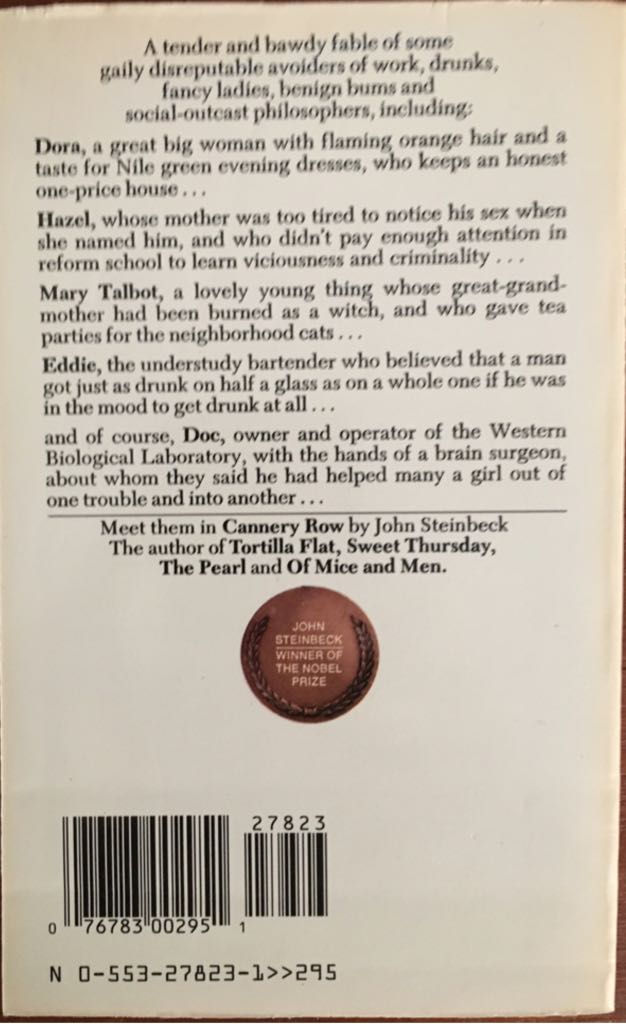 A tender and bawdy fable of some
gaily disreputable avoiders of work, drunks,
fancy ladies, benign bums and
social-outcast philosophers, including:
Dora, a great big woman with flaming orange hair and a
taste for Nile green evening dresses, who keeps an honest
one-price house...
Hazel, whose mother was too tired to notice his sex when
she named him, and who didn't pay enough attention in
reform school to learn viciousness and criminality...
Mary Talbot, a lovely young thing whose great-grand-
mother had been burned as a witch, and who gave tea
parties for the neighborhood cats...
Eddie, the understudy bartender who believed that a man
got just as drunk on half a glass as on a whole one if he was
in the mood to get drunk at all...
and of course, Doc, owner and operator of the Western
Biological Laboratory, with the hands of a brain surgeon,
about whom they said he had helped many a girl out of
one trouble and into another...
Meet them in Cannery Row by John Steinbeck
The author of Tortilla Flat, Sweet Thursday,
The Pearl and Of Mice and Men.
JOHN
STEINBECK
WINNER OF
THE NOBEL
PRIZE
27823
0 76783 00295 1
N 0-553-27823-1>>295